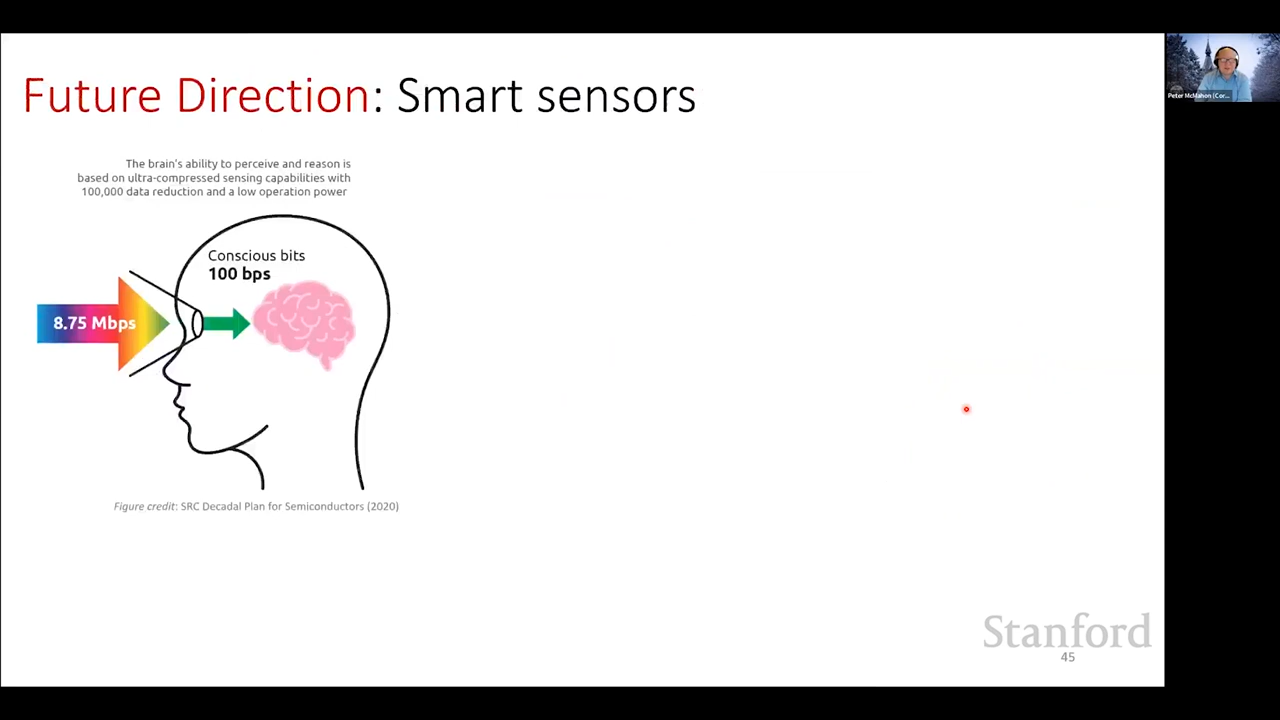 Future Direction: Smart sensors
The brain's ability to perceive and reason is
based on ultra-compressed sensing capabilities with
100,000 data reduction and a low operation power
Conscious bits
100 bps
8.75 Mbps
Figure credit: SRC Decadal Plan for Semiconductors (2020)
Stanford
45
Peter McMahon (Cor...